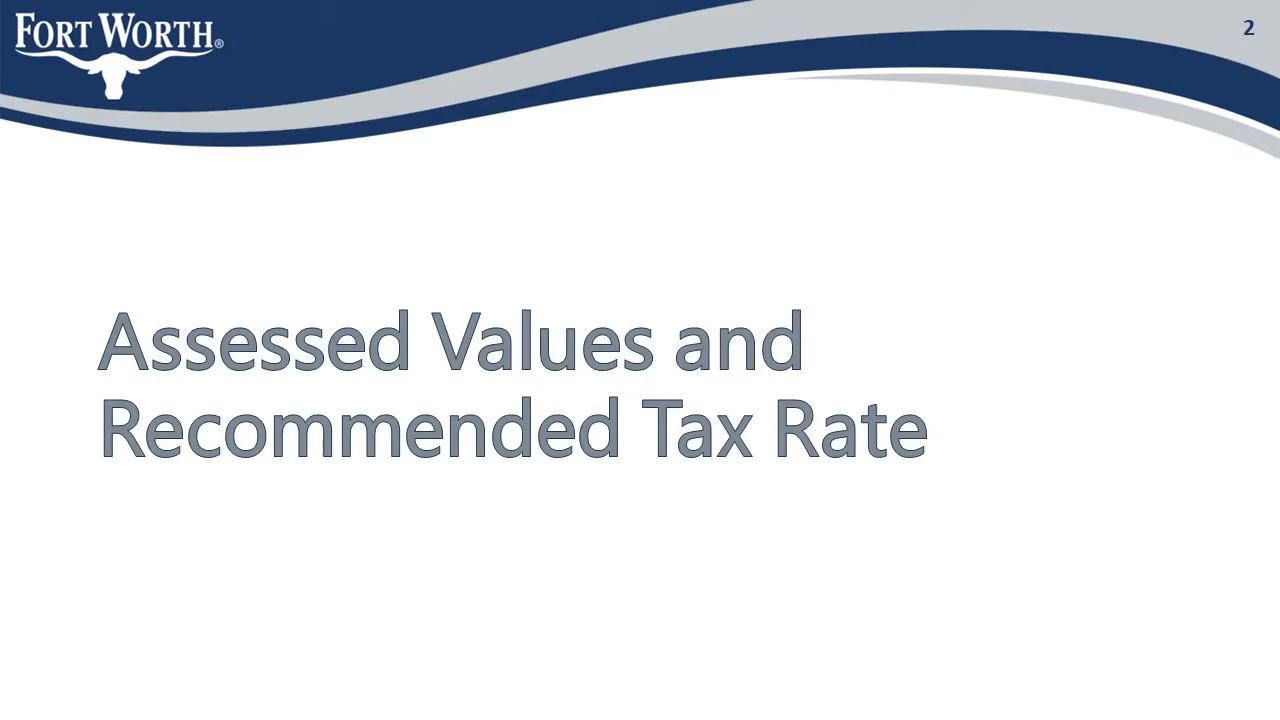 FORT WORTH®
2
Assessed Values and
Recommended Tax Rate